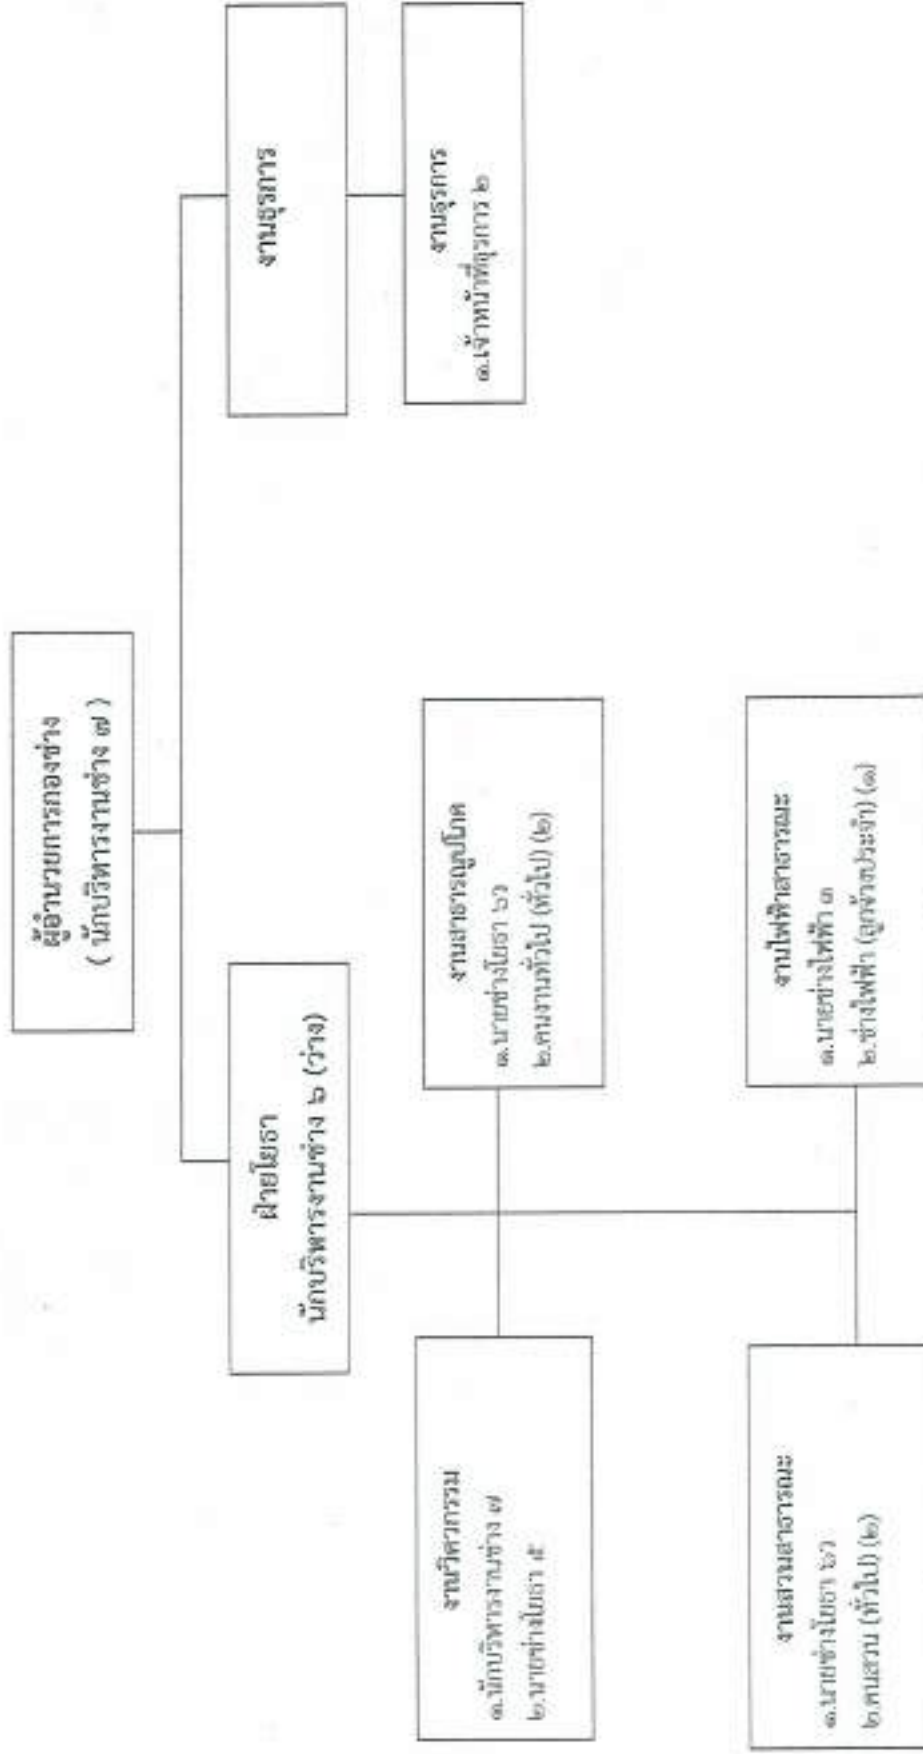 ผู้อำนวยการกองช่าง
( นักบริหารงานช่าง ๗ )
ฝ่ายโยธา
นักบริหารงานช่าง ๖ (ว่าง)
งานธุรการ
งานวิศวกรรม
๑.นักบริหารงานช่าง ๗
๒.นายช่างโยธา ๕
งานสาธารณูปโภค
๑.นายช่างโยธา ๖ว
๒.คนงานทั่วไป (ทั่วไป) (๒)
งานธุรการ
๑.เจ้าหน้าที่ธุรการ ๒
งานสวนสาธารณะ
๑.นายช่างโยธา ๖ว
๒.คนสวน (ทั่วไป) (๒)
งานไฟฟ้าสาธารณะ
๑.นายช่างไฟฟ้า ๓
๒.ช่างไฟฟ้า (ลูกจ้างประจำ) (๑)